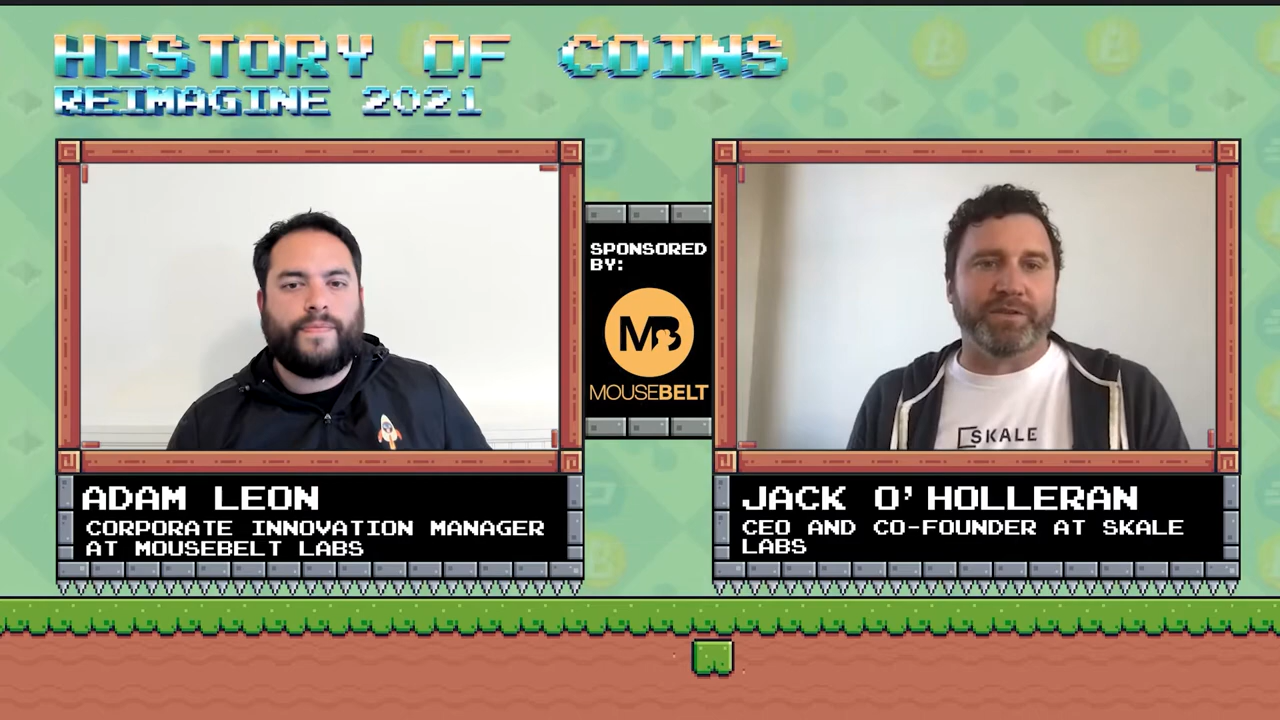 HISTORY OF COINS
REIMAGINE 2021
SPONSORED
BY:
MB
MOUSEBELT
SKALE
ADAM LEON
CORPORATE INNOVATION MANAGER
AT MOUSEBELT LABS
JACK O'HOLLERAN
CEO AND CO-FOUNDER AT SKALE
LABS